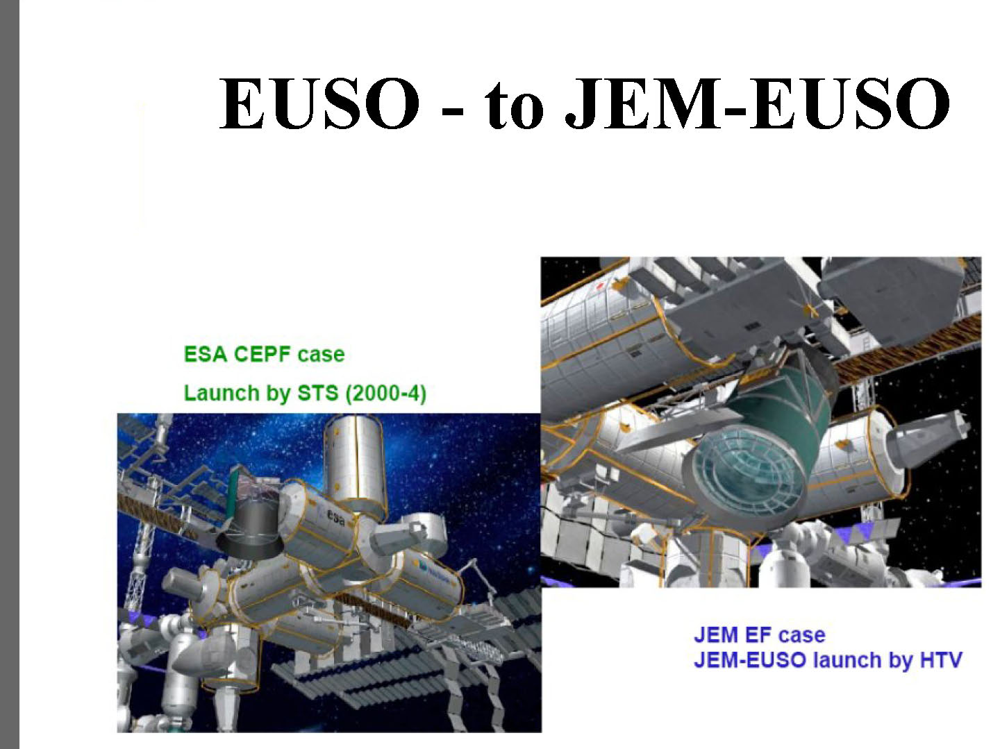 EUSO - to JEM-EUSO
ESA CEPF case
Launch by STS (2000-4)
esa
JEM EF case
JEM-EUSO launch by HTV